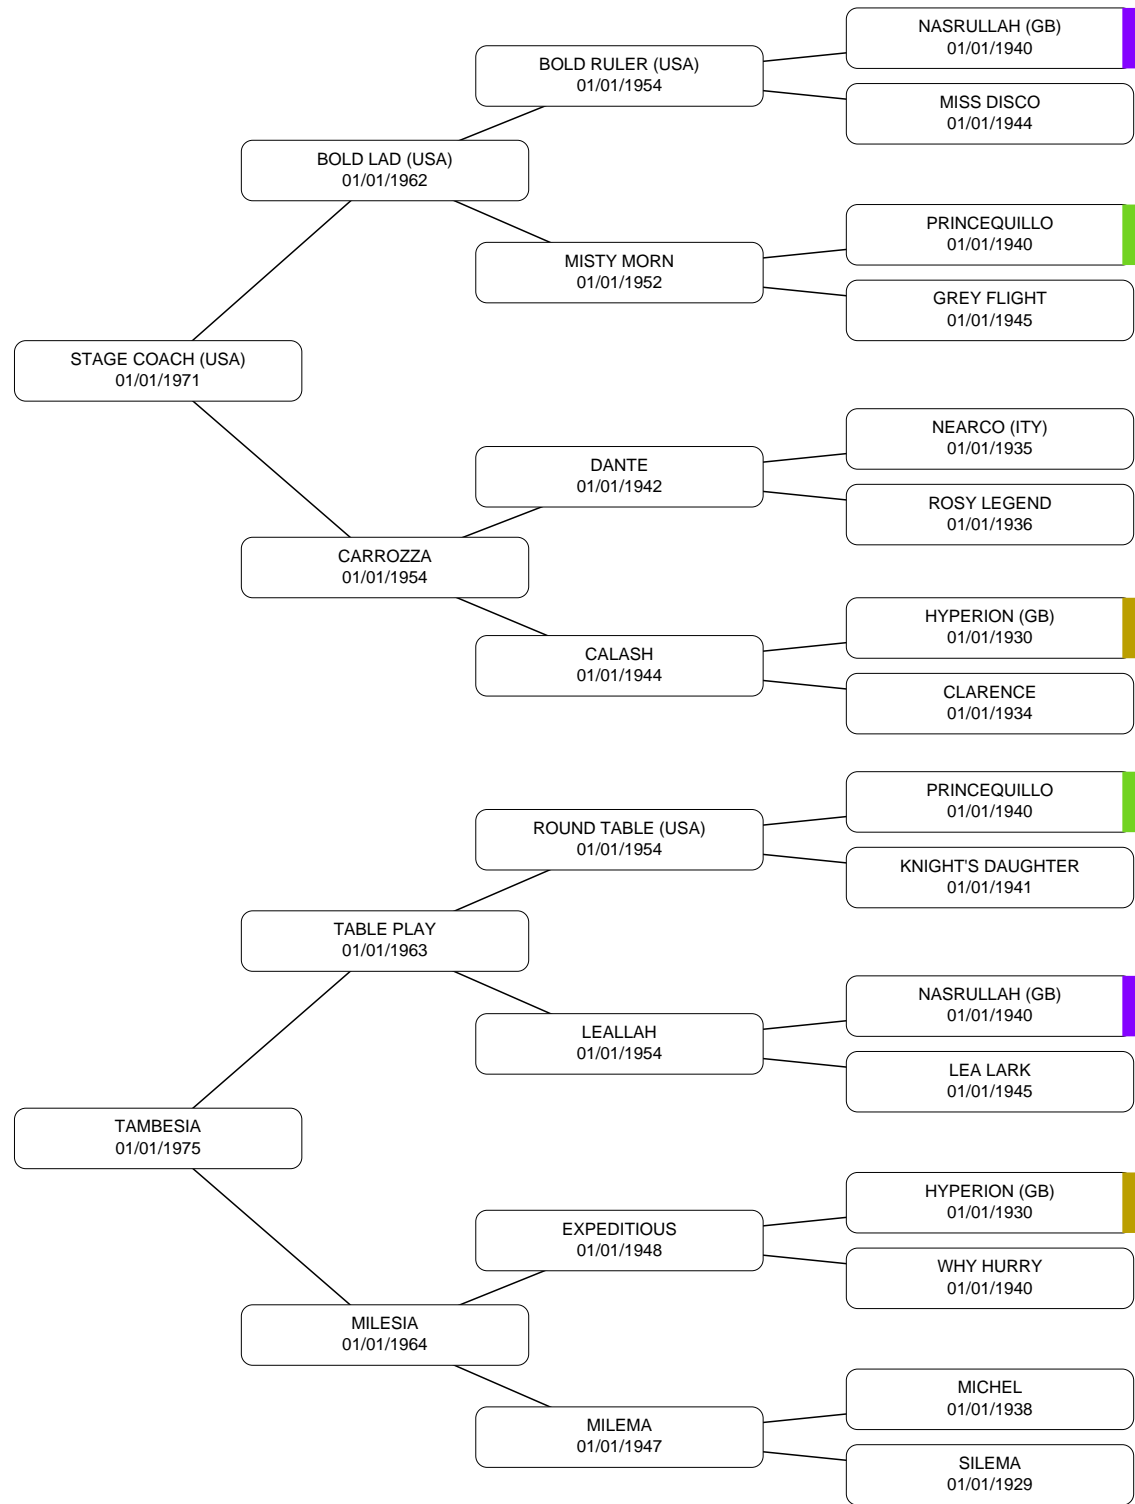 NASRULLAH (GB)
01/01/1940
BOLD RULER (USA)
01/01/1954
MISS DISCO
01/01/1944
BOLD LAD (USA)
01/01/1962
PRINCEQUILLO
01/01/1940
MISTY MORN
01/01/1952
GREY FLIGHT
01/01/1945
STAGE COACH (USA)
01/01/1971
NEARCO (ITY)
01/01/1935
DANTE
01/01/1942
ROSY LEGEND
01/01/1936
CARROZZA
01/01/1954
HYPERION (GB)
01/01/1930
CALASH
01/01/1944
CLARENCE
01/01/1934
PRINCEQUILLO
01/01/1940
ROUND TABLE (USA)
01/01/1954
KNIGHT'S DAUGHTER
01/01/1941
TABLE PLAY
01/01/1963
NASRULLAH (GB)
01/01/1940
LEALLAH
01/01/1954
LEA LARK
01/01/1945
TAMBESIA
01/01/1975
HYPERION (GB)
01/01/1930
EXPEDITIOUS
01/01/1948
WHY HURRY
01/01/1940
MILESIA
01/01/1964
MICHEL
01/01/1938
MILEMA
01/01/1947
SILEMA
01/01/1929